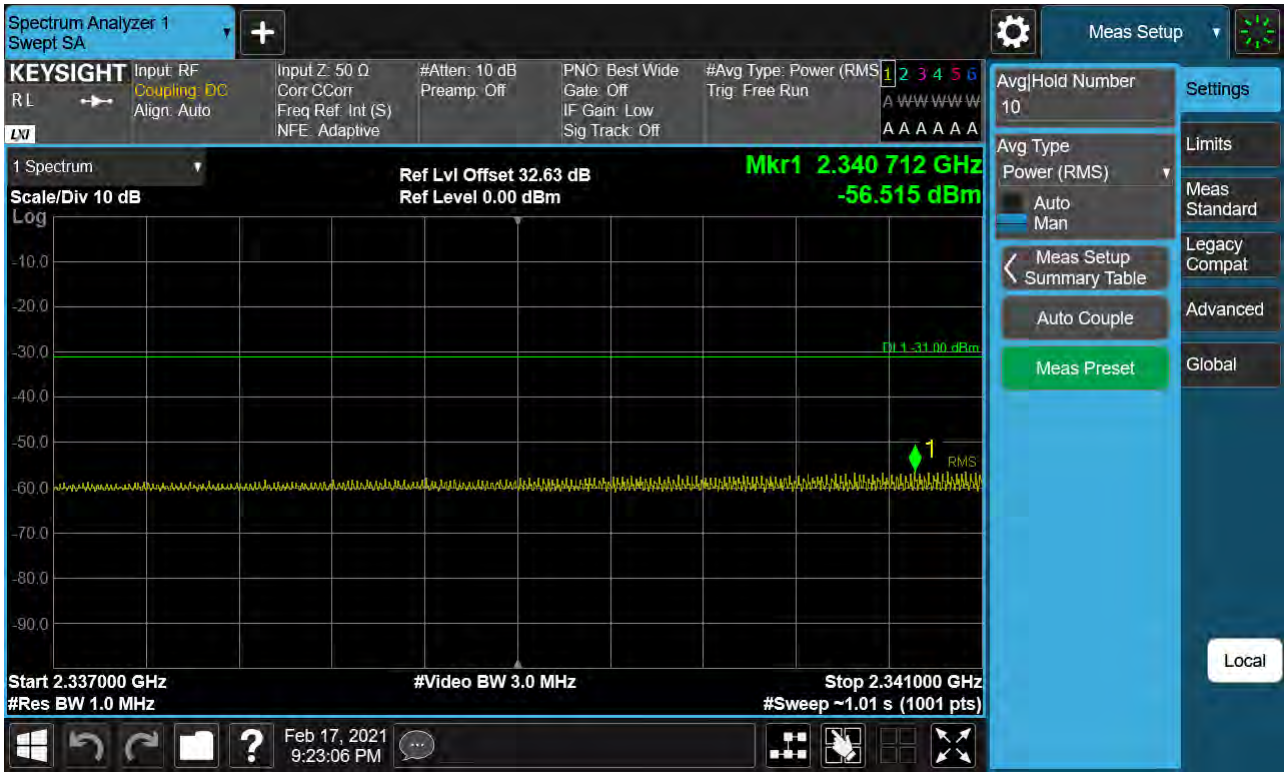 Spectrum Analyzer 1
Swept SA
+
Meas Setup
KEYSIGHT
RL
LXI
Input: RF
Coupling: DC
Align: Auto
Input Z: 50 Ω
Corr CCorr
Freq Ref: Int (S)
NFE: Adaptive
#Atten: 10 dB
Preamp: Off
PNO: Best Wide
Gate: Off
IF Gain: Low
Sig Track: Off
#Avg Type: Power (RMS
Trig: Free Run
1 2 3 4 5 6
A W W W W W
A A A A A A
1 Spectrum
Scale/Div 10 dB
Log
Ref Lvl Offset 32.63 dB
Ref Level 0.00 dBm
Mkr1 2.340 712 GHz
-56.515 dBm
-10.0
-20.0
-30.0
-40.0
-50.0
-60.0
-70.0
-80.0
-90.0
DL1 -31.00 dBm
1
RMS
Start 2.337000 GHz
#Res BW 1.0 MHz
#Video BW 3.0 MHz
Stop 2.341000 GHz
#Sweep ~1.01 s (1001 pts)
Avg|Hold Number
10
Avg Type
Power (RMS)
Auto
Man
Meas Setup
Summary Table
Auto Couple
Meas Preset
Settings
Limits
Meas
Standard
Legacy
Compat
Advanced
Global
Local
?
Feb 17, 2021
9:23:06 PM